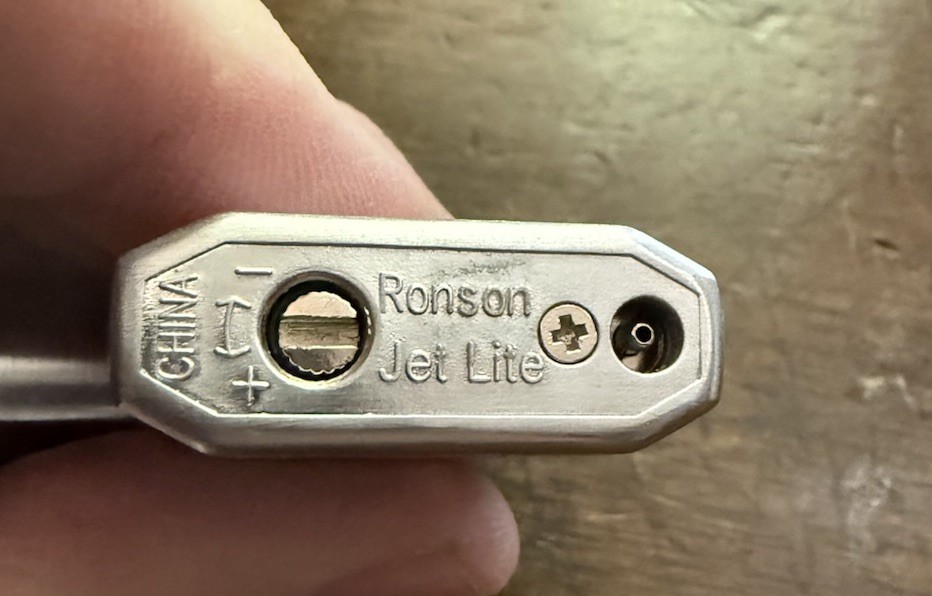 CHINA
−
+
Ronson
Jet Lite